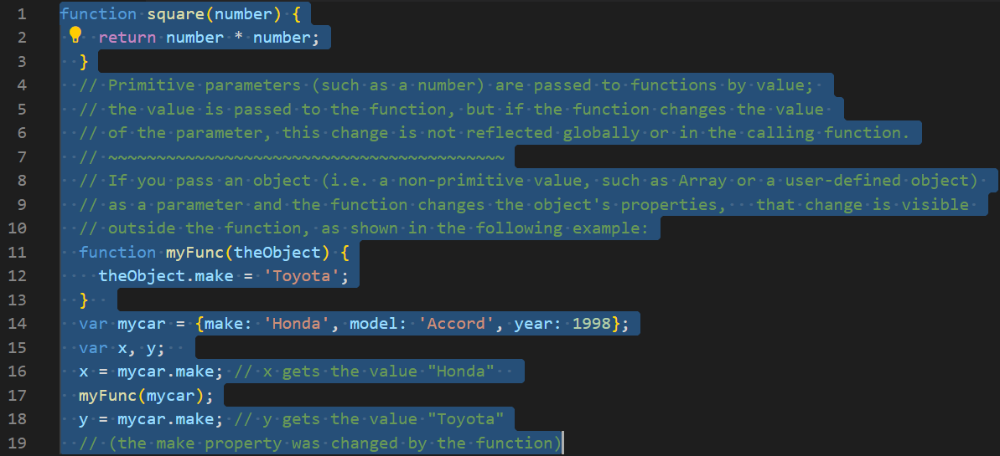 1 function square(number) {
2 return number * number;
3 }
4 // Primitive parameters (such as a number) are passed to functions by value;
5 // the value is passed to the function, but if the function changes the value
6 // of the parameter, this change is not reflected globally or in the calling function.
7 // ~~~~~~~~~~~~~~~~~~~~~~~~~~~~~~~~~~~~~~~~~
8 // If you pass an object (i.e. a non-primitive value, such as Array or a user-defined object)
9 // as a parameter and the function changes the object's properties,   that change is visible
10 // outside the function, as shown in the following example:
11 function myFunc(theObject) {
12 theObject.make = 'Toyota';
13 }
14 var mycar = {make: 'Honda', model: 'Accord', year: 1998};
15 var x, y;
16 x = mycar.make; // x gets the value "Honda"
17 myFunc(mycar);
18 y = mycar.make; // y gets the value "Toyota"
19 // (the make property was changed by the function)